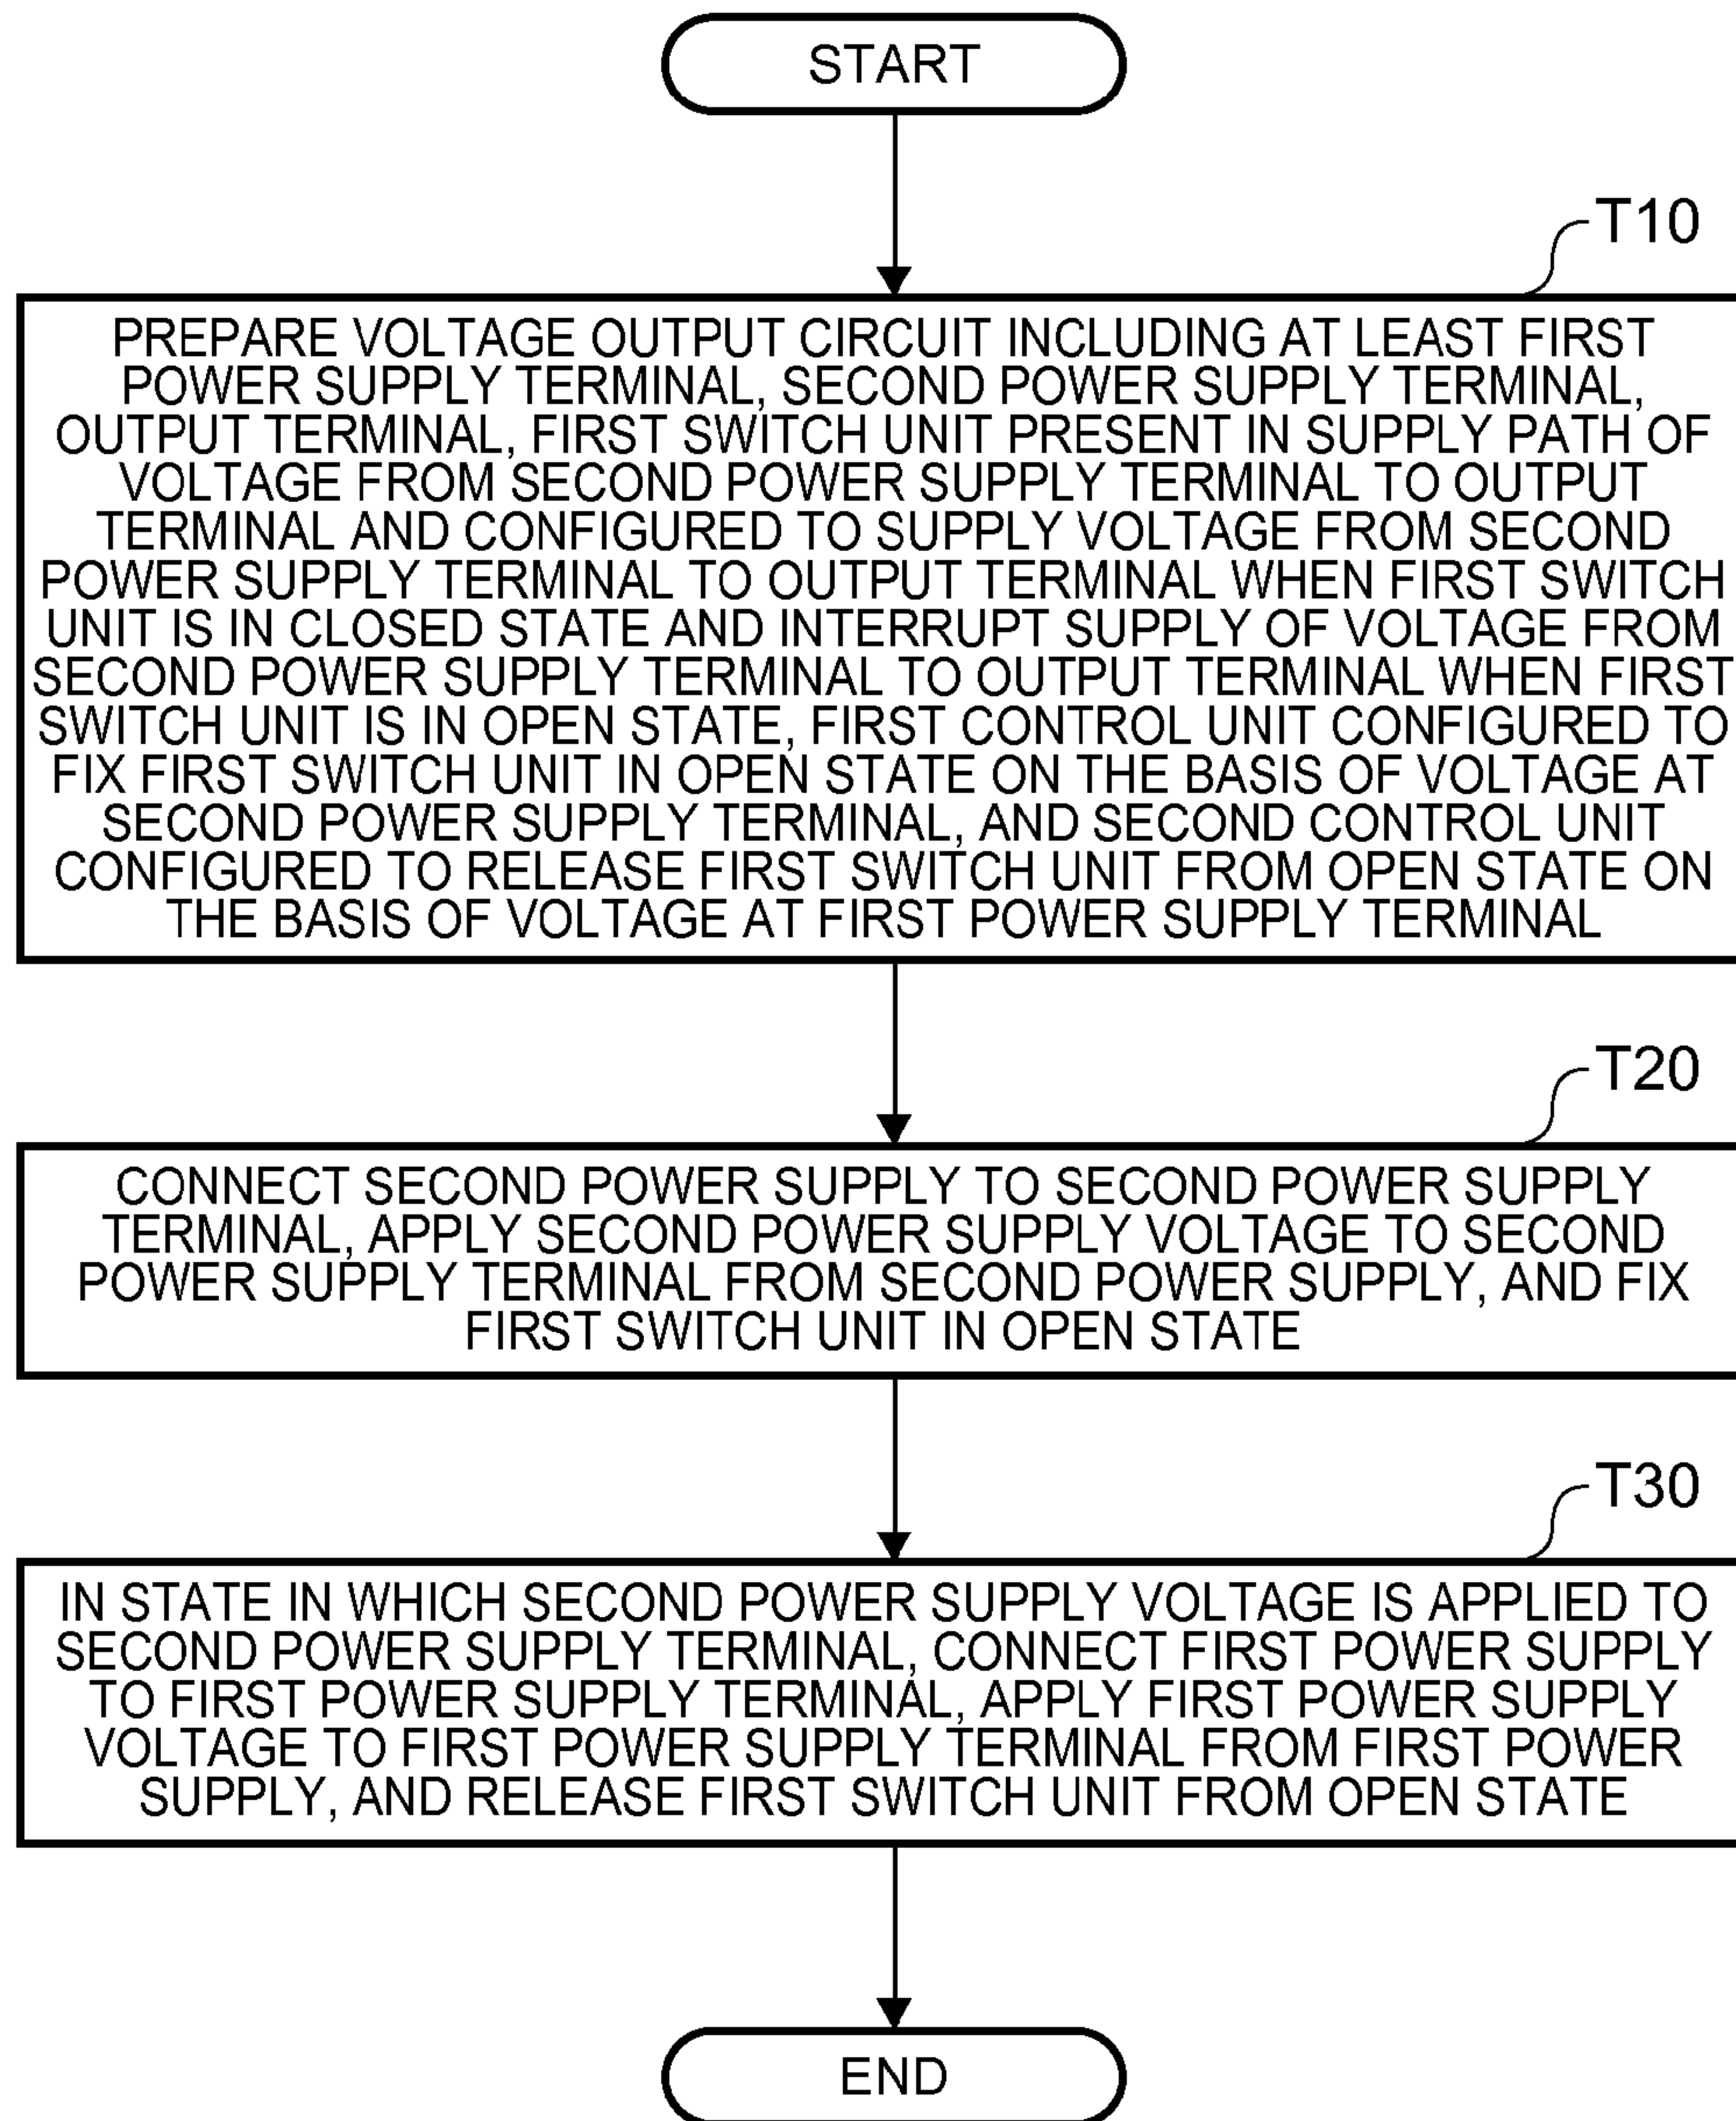 START
T10
PREPARE VOLTAGE OUTPUT CIRCUIT INCLUDING AT LEAST FIRST
POWER SUPPLY TERMINAL, SECOND POWER SUPPLY TERMINAL,
OUTPUT TERMINAL, FIRST SWITCH UNIT PRESENT IN SUPPLY PATH OF
VOLTAGE FROM SECOND POWER SUPPLY TERMINAL TO OUTPUT
TERMINAL AND CONFIGURED TO SUPPLY VOLTAGE FROM SECOND
POWER SUPPLY TERMINAL TO OUTPUT TERMINAL WHEN FIRST SWITCH
UNIT IS IN CLOSED STATE AND INTERRUPT SUPPLY OF VOLTAGE FROM
SECOND POWER SUPPLY TERMINAL TO OUTPUT TERMINAL WHEN FIRST
SWITCH UNIT IS IN OPEN STATE, FIRST CONTROL UNIT CONFIGURED TO
FIX FIRST SWITCH UNIT IN OPEN STATE ON THE BASIS OF VOLTAGE AT
SECOND POWER SUPPLY TERMINAL, AND SECOND CONTROL UNIT
CONFIGURED TO RELEASE FIRST SWITCH UNIT FROM OPEN STATE ON
THE BASIS OF VOLTAGE AT FIRST POWER SUPPLY TERMINAL
T20
CONNECT SECOND POWER SUPPLY TO SECOND POWER SUPPLY
TERMINAL, APPLY SECOND POWER SUPPLY VOLTAGE TO SECOND
POWER SUPPLY TERMINAL FROM SECOND POWER SUPPLY, AND FIX
FIRST SWITCH UNIT IN OPEN STATE
T30
IN STATE IN WHICH SECOND POWER SUPPLY VOLTAGE IS APPLIED TO
SECOND POWER SUPPLY TERMINAL, CONNECT FIRST POWER SUPPLY
TO FIRST POWER SUPPLY TERMINAL, APPLY FIRST POWER SUPPLY
VOLTAGE TO FIRST POWER SUPPLY TERMINAL FROM FIRST POWER
SUPPLY, AND RELEASE FIRST SWITCH UNIT FROM OPEN STATE
END